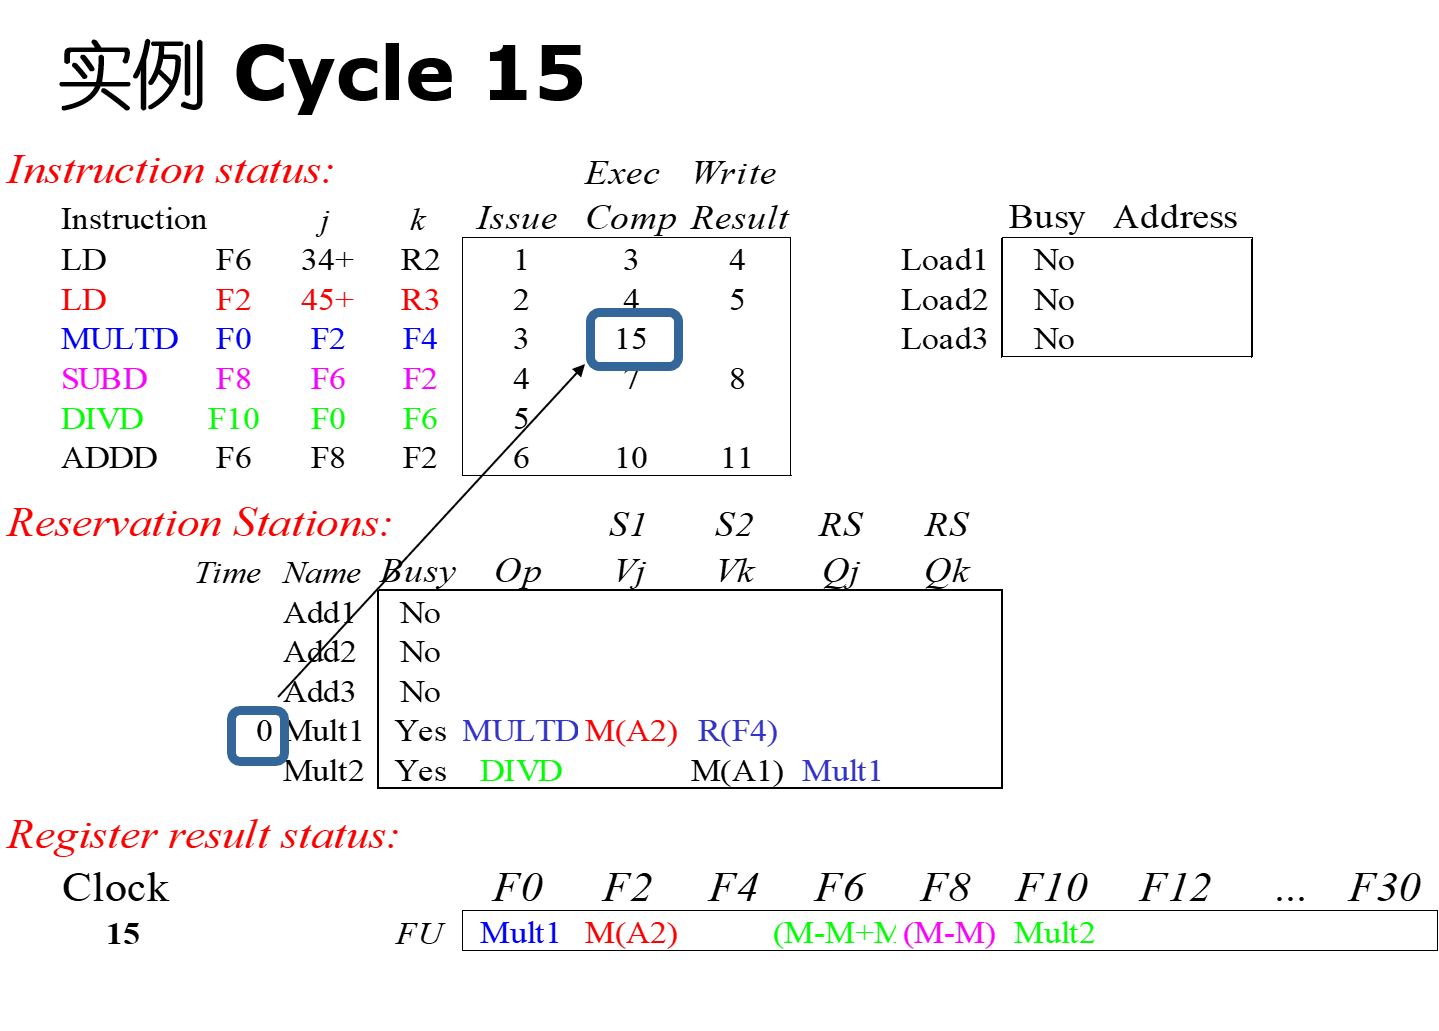 实例 Cycle 15
Instruction status:
Exec Write
Instruction j k Issue Comp Result Busy Address
LD F6 34+ R2 1 3 4 Load1 No
LD F2 45+ R3 2 4 5 Load2 No
MULTD F0 F2 F4 3 15 Load3 No
SUBD F8 F6 F2 4 7 8
DIVD F10 F0 F6 5
ADDD F6 F8 F2 6 10 11
Reservation Stations: S1 S2 RS RS
Time Name Busy Op Vj Vk Qj Qk
Add1 No
Add2 No
Add3 No
0 Mult1 Yes MULTD M(A2) R(F4)
Mult2 Yes DIVD M(A1) Mult1
Register result status:
Clock F0 F2 F4 F6 F8 F10 F12 ... F30
15 FU Mult1 M(A2) (M-M+M (M-M) Mult2